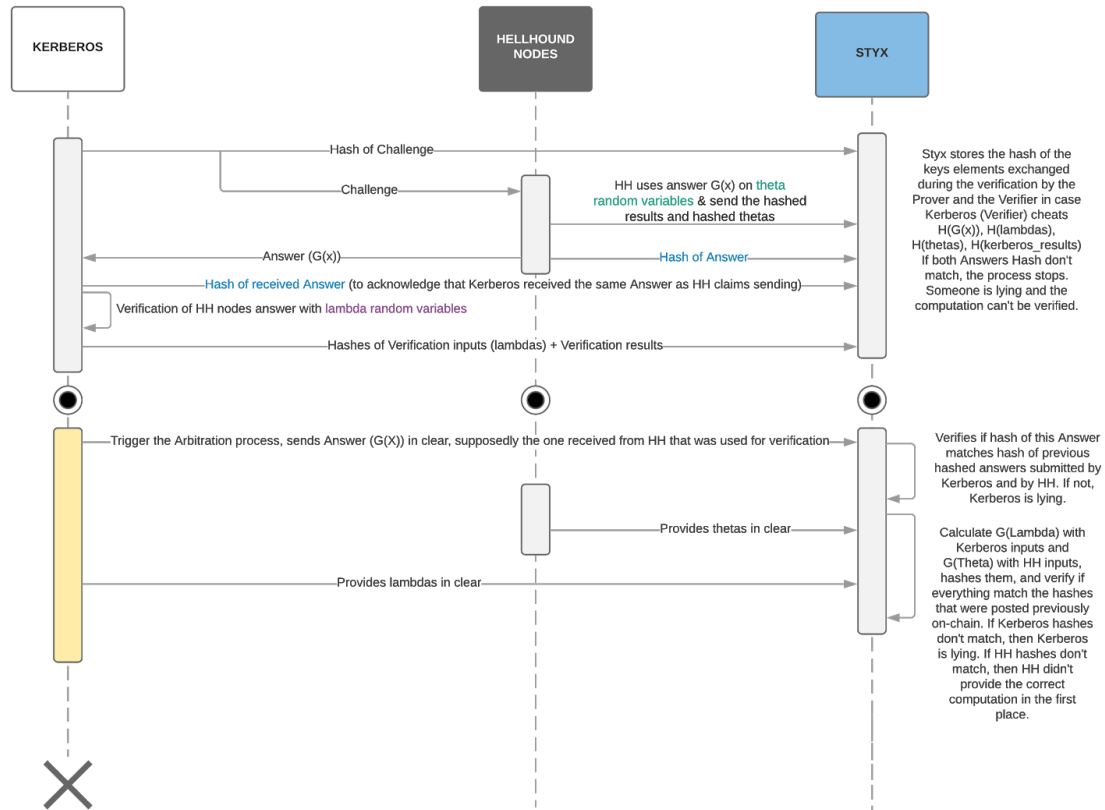 KERBEROS
HELLHOUND
NODES
STYX
Hash of Challenge
Challenge
HH uses answer G(x) on theta
random variables & send the hashed
results and hashed thetas
Answer (G(x))
Hash of Answer
Hash of received Answer (to acknowledge that Kerberos received the same Answer as HH claims sending)
Verification of HH nodes answer with lambda random variables
Hashes of Verification inputs (lambdas) + Verification results
Styx stores the hash of the
keys elements exchanged
during the verification by the
Prover and the Verifier in case
Kerberos (Verifier) cheats
H(G(x)), H(lambdas),
H(thetas), H(kerberos_results)
If both Answers Hash don't
match, the process stops.
Someone is lying and the
computation can't be verified.
Trigger the Arbitration process, sends Answer (G(X)) in clear, supposedly the one received from HH that was used for verification
Verifies if hash of this Answer
matches hash of previous
hashed answers submitted by
Kerberos and by HH. If not,
Kerberos is lying.
Provides thetas in clear
Provides lambdas in clear
Calculate G(Lambda) with
Kerberos inputs and
G(Theta) with HH inputs,
hashes them, and verify if
everything match the hashes
that were posted previously
on-chain. If Kerberos hashes
don't match, then Kerberos
is lying. If HH hashes don't
match, then HH didn't
provide the correct
computation in the first
place.